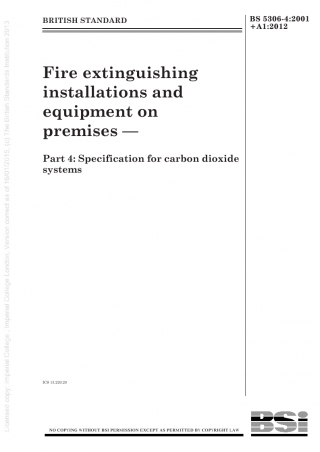 BRITISH STANDARD
BS 5306-4:2001
+A1:2012
Fire extinguishing
installations and
equipment on
premises —
Part 4: Specification for carbon dioxide
systems
NO COPYING WITHOUT BSI PERMISSION EXCEPT AS PERMITTED BY COPYRIGHT LAW
BSi